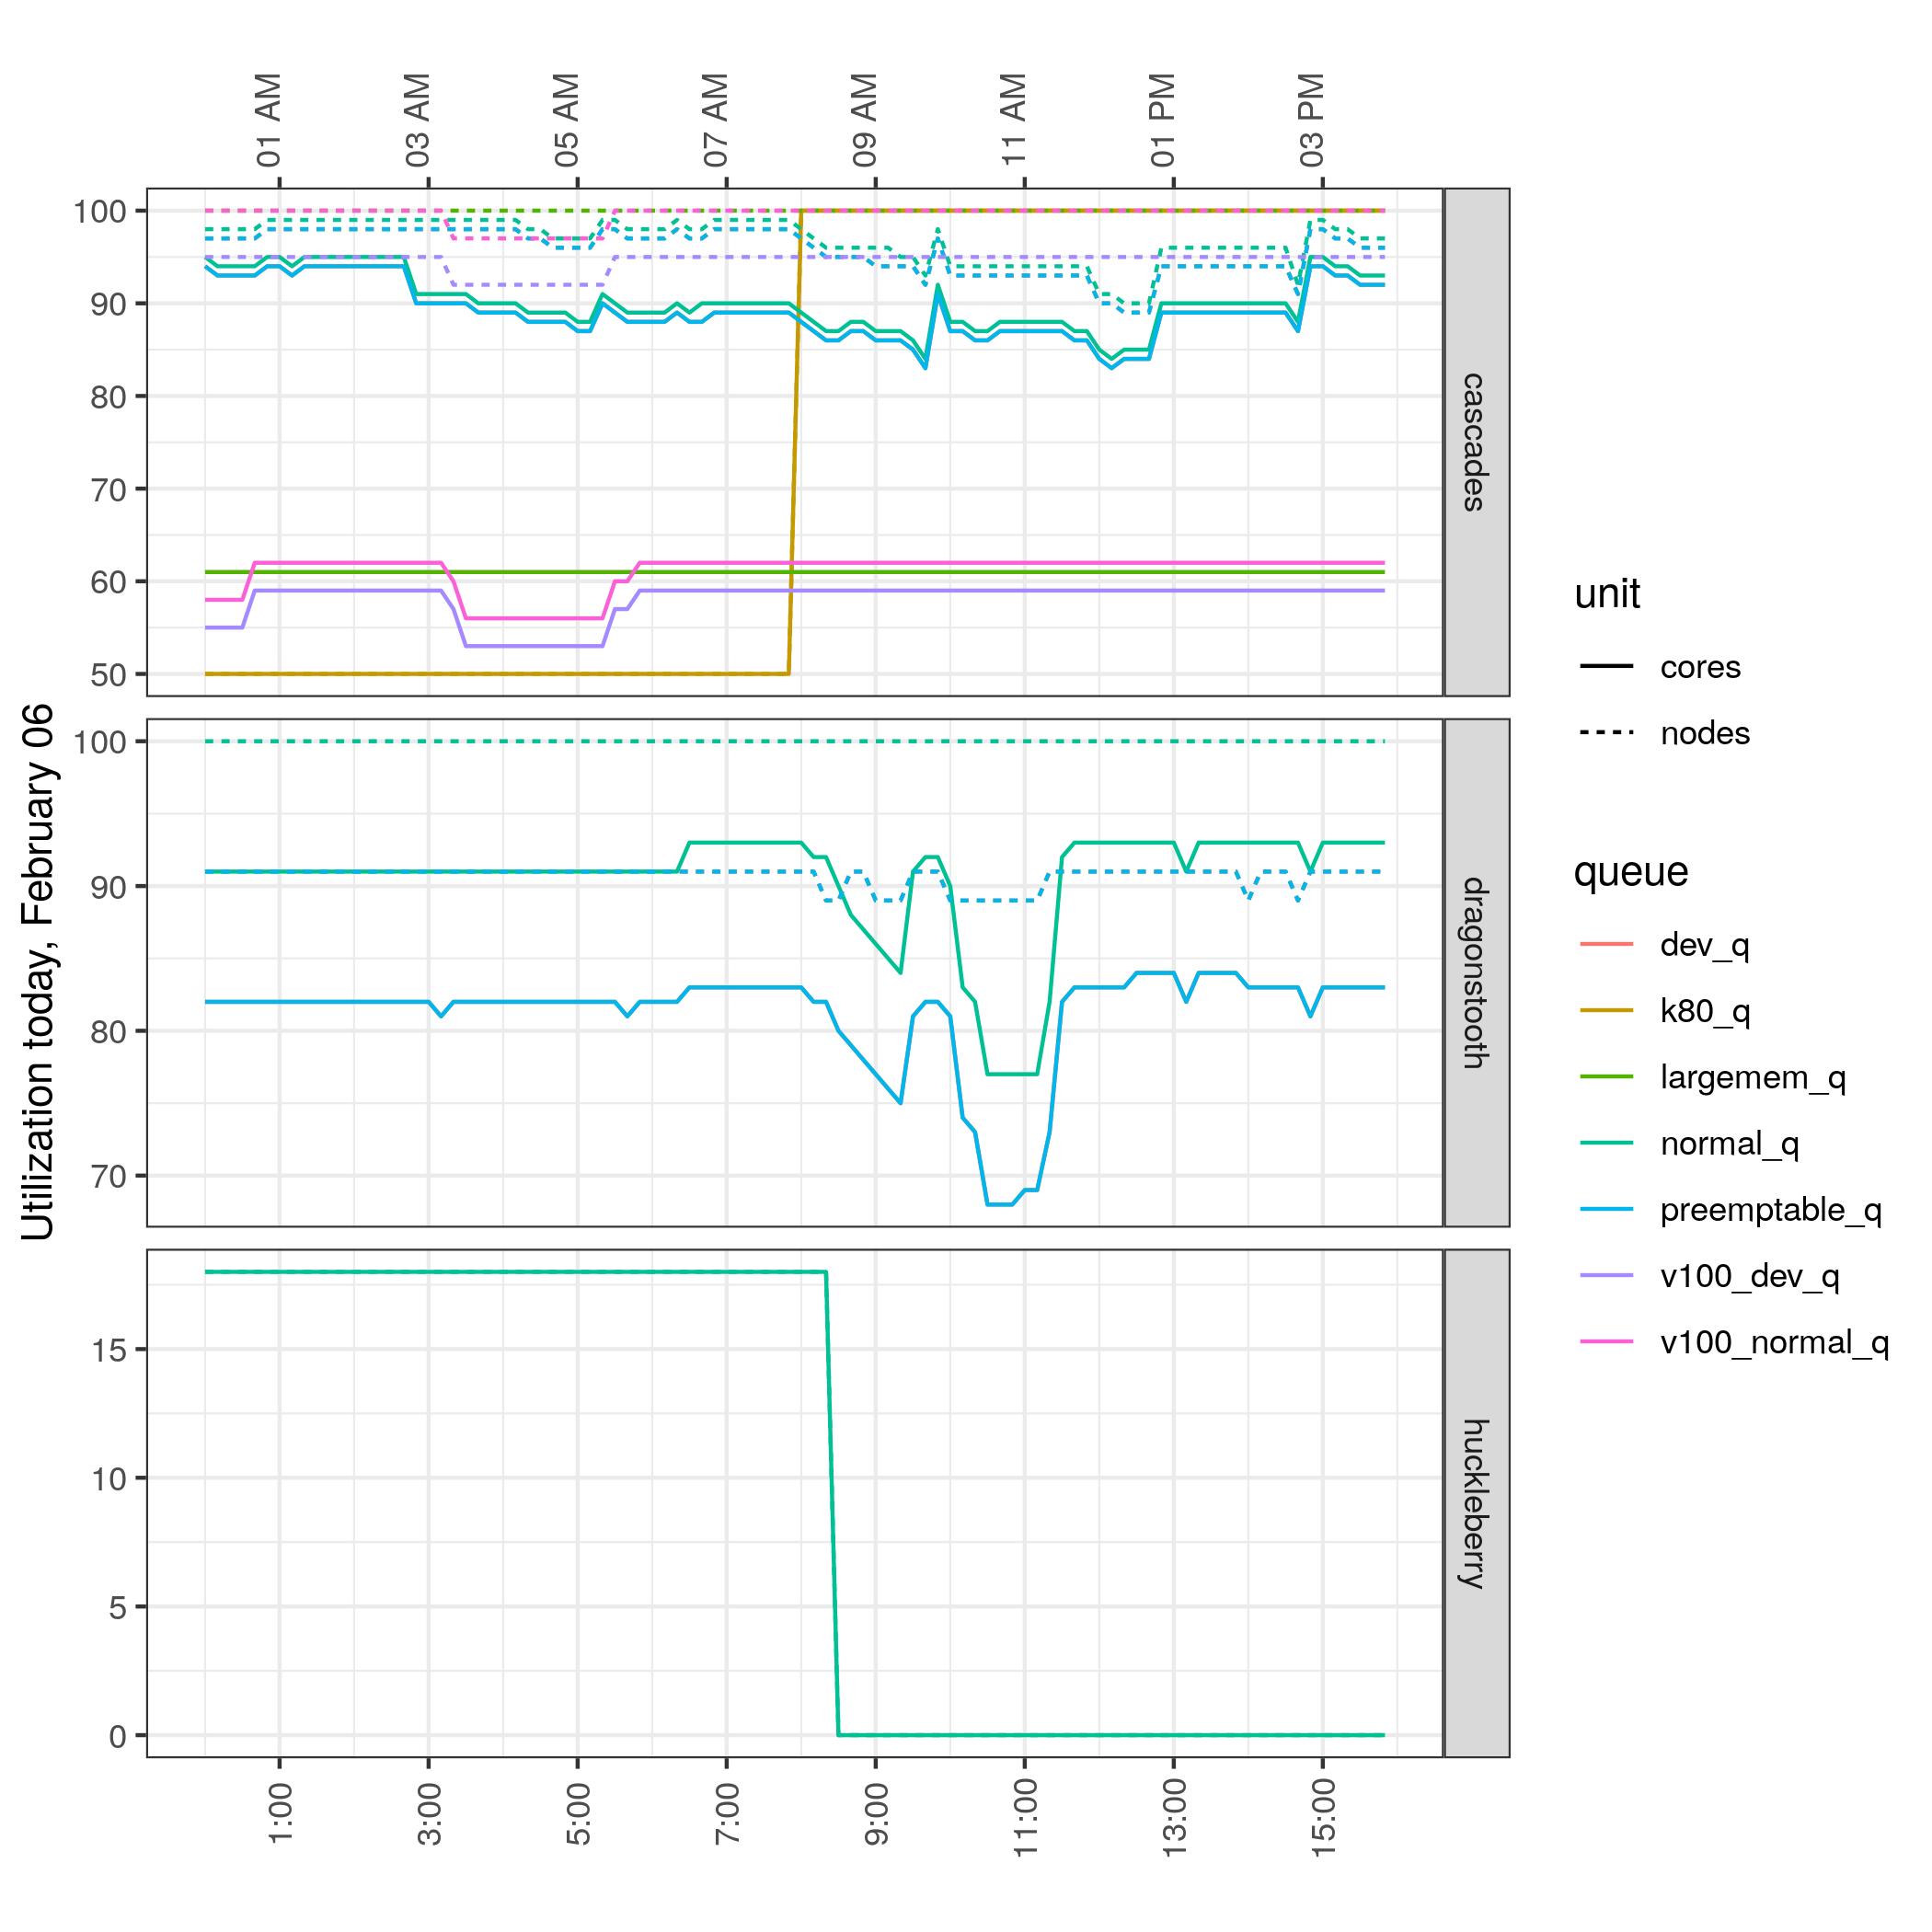 01 AM
03 AM
05 AM
07 AM
09 AM
11 AM
01 PM
03 PM
Utilization today, February 06
100
90
80
70
60
50
cascades
100
90
80
70
dragonstooth
15
10
5
0
huckleberry
1:00
3:00
5:00
7:00
9:00
11:00
13:00
15:00
unit
cores
nodes
queue
dev_q
k80_q
largemem_q
normal_q
preemptable_q
v100_dev_q
v100_normal_q